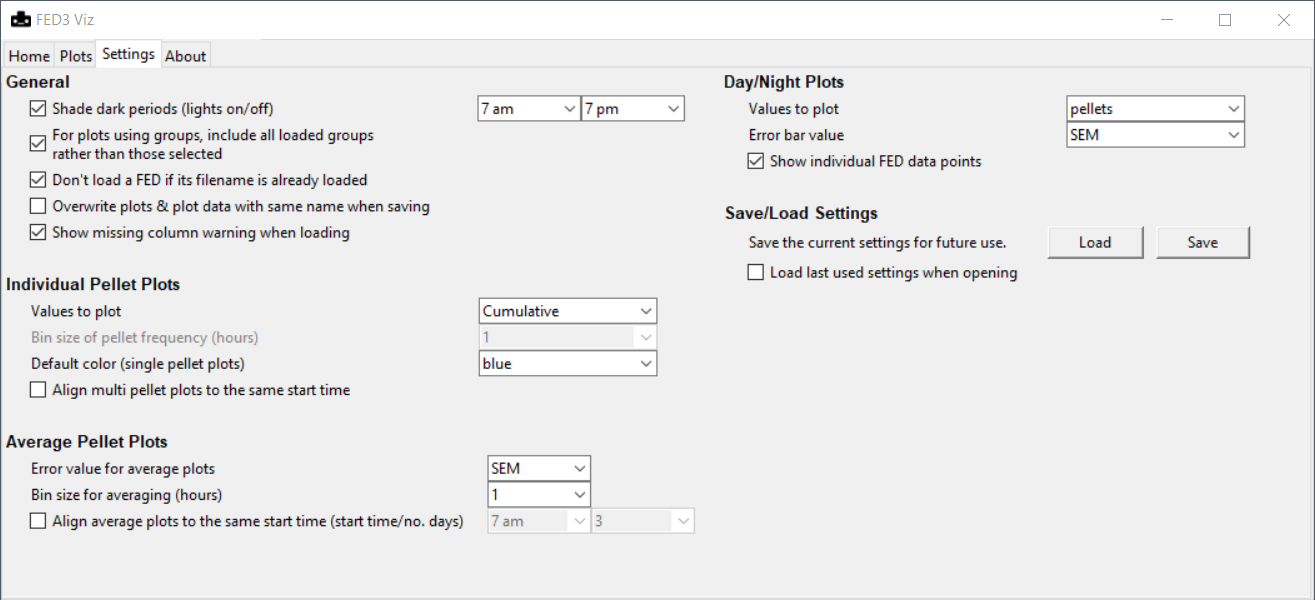 FED3 Viz
Home Plots Settings About
General
Shade dark periods (lights on/off) 7 am 7 pm
For plots using groups, include all loaded groups
rather than those selected
Don't load a FED if its filename is already loaded
Overwrite plots & plot data with same name when saving
Show missing column warning when loading
Individual Pellet Plots
Values to plot Cumulative
Bin size of pellet frequency (hours) 1
Default color (single pellet plots) blue
Align multi pellet plots to the same start time
Average Pellet Plots
Error value for average plots SEM
Bin size for averaging (hours) 1
Align average plots to the same start time (start time/no. days) 7 am 3
Day/Night Plots
Values to plot pellets
Error bar value SEM
Show individual FED data points
Save/Load Settings
Save the current settings for future use. Load Save
Load last used settings when opening